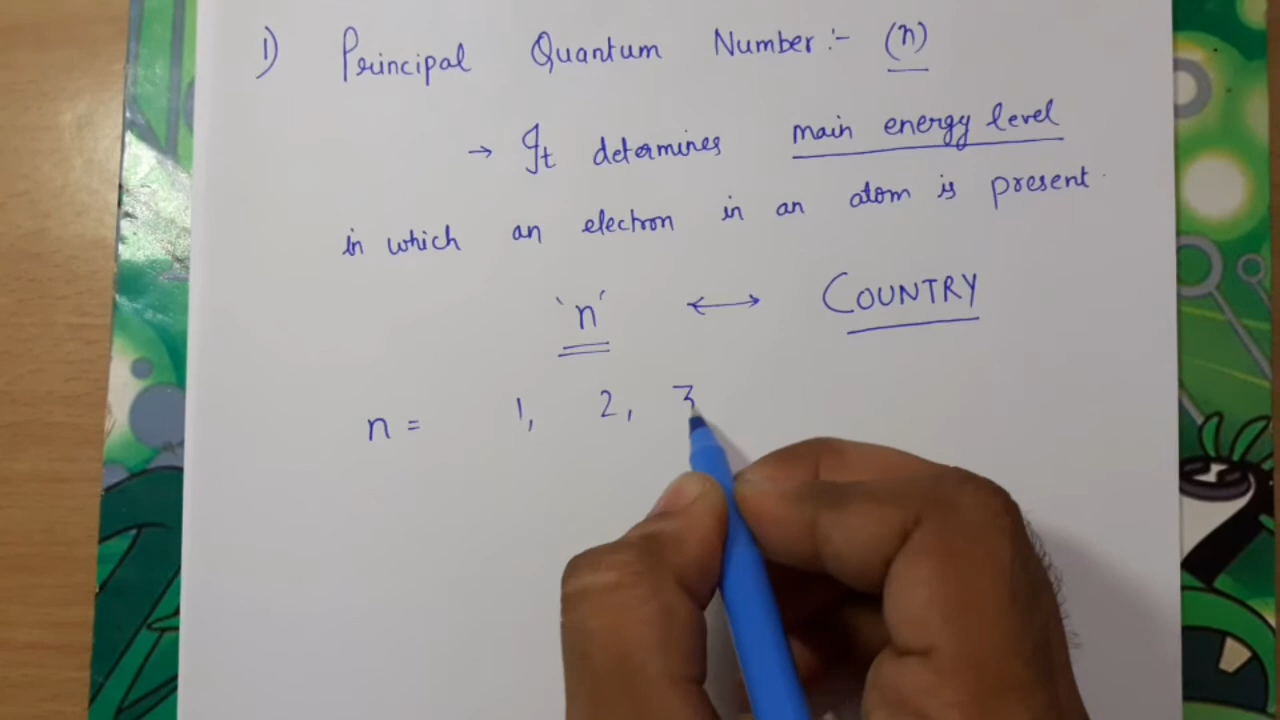 1) Principal Quantum Number :- (n)
→ It determines main energy level
in which an electron in an atom is present.
'n' ↔ COUNTRY
n = 1, 2, 3